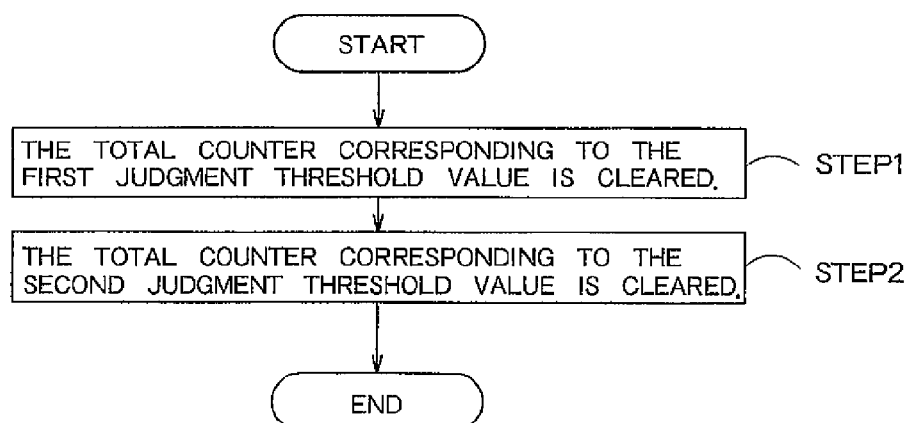 START
THE TOTAL COUNTER CORRESPONDING TO THE
FIRST JUDGMENT THRESHOLD VALUE IS CLEARED.
STEP1
THE TOTAL COUNTER CORRESPONDING TO THE
SECOND JUDGMENT THRESHOLD VALUE IS CLEARED.
STEP2
END